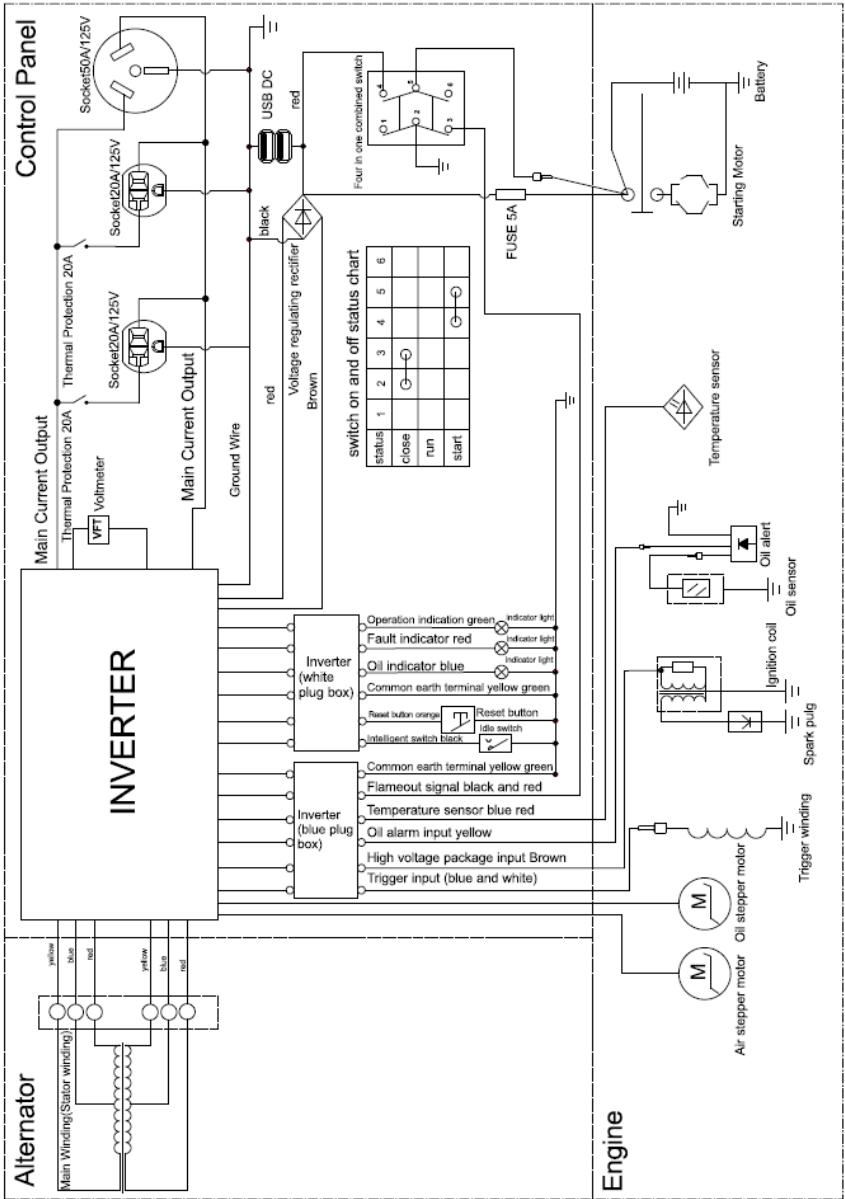 Control Panel
Socket50A/125V
Socket20A/125V
Thermal Protection 20A
Socket20A/125V
Thermal Protection 20A
Main Current Output
VFT
Voltmeter
Main Current Output
Ground Wire
USB DC
red
black
red
Voltage regulating rectifier
Brown
Four in one combined switch
1
2
3
4
5
6
switch on and off status chart
status 1 2 3 4 5 6
close
run
start
FUSE 5A
INVERTER
Inverter
(white
plug box)
Operation indication green
Indicator light
Fault indicator red
Indicator light
Oil indicator blue
Indicator light
Common earth terminal yellow green
Reset button orange
Reset button
Intelligent switch black
Idle switch
Inverter
(blue plug
box)
Common earth terminal yellow green
Flameout signal black and red
Temperature sensor blue red
Oil alarm input yellow
High voltage package input Brown
Trigger input (blue and white)
Alternator
yellow
blue
red
yellow
blue
red
Main Winding(Stator winding)
Engine
Battery
Starting Motor
Temperature sensor
Oil alert
Oil sensor
Ignition coil
Spark pulg
Trigger winding
M
Oil stepper motor
M
Air stepper motor